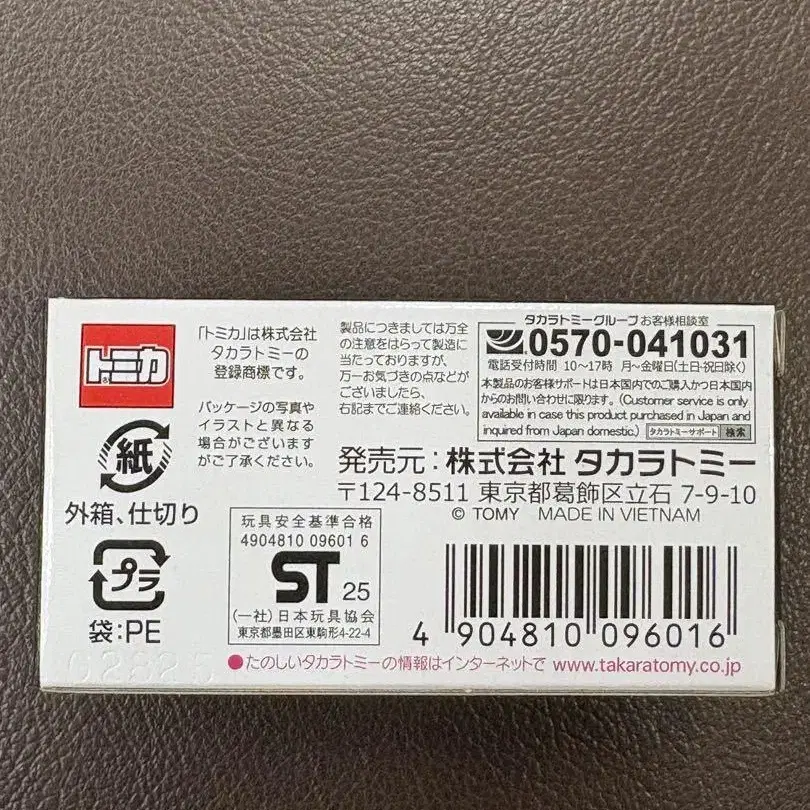 トミカ
「トミカ」は株式会社
タカラトミーの
登録商標です。
パッケージの写真や
イラストと異なる
場合がございます
がご了承ください。
製品につきましては万全
の注意をはらって製造に
当たっておりますが、
万一お気づきの点などが
ございましたら、
右記までご連絡ください。
タカラトミーグループ お客様相談室
0570-041031
電話受付時間 10〜17時 月〜金曜日(土日・祝日除く)
本製品のお客様サポートは日本国内でのご購入かつ日本国内
からのお問い合わせに限ります。(Customer service is only
available in case this product purchased in Japan and
inquired from Japan domestic.) タカラトミーサポート 検索
紙
外箱、仕切り
プラ
袋:PE
発売元:株式会社 タカラトミー
〒124-8511 東京都葛飾区立石 7-9-10
© TOMY MADE IN VIETNAM
玩具安全基準合格
4904810 09601 6
ST 25
(一社)日本玩具協会
東京都墨田区東駒形4-22-4
4 904810 096016
●たのしいタカラトミーの情報はインターネットで www.takaratomy.co.jp